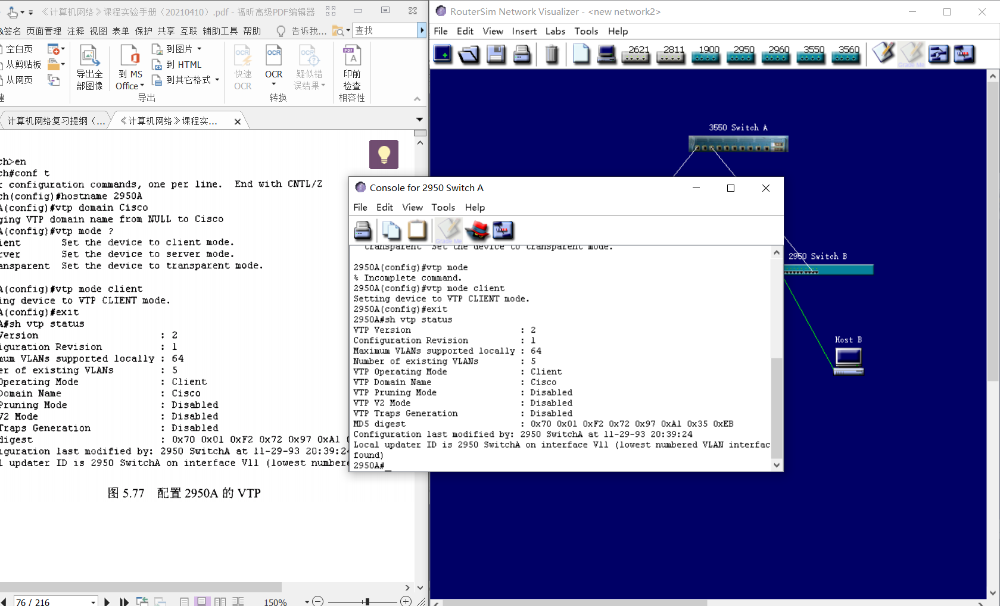 《计算机网络》课程实验手册（20210410）.pdf - 福昕高级PDF编辑器
&签名 页面管理 注释 视图 表单 保护 共享 互联 辅助工具 帮助 告诉我... 查找
空白页
从剪贴板
从网页
建
导出全
部图像
到 MS
Office
到图片
到 HTML
到其它格式
导出
快速
OCR
OCR
疑似错
误结果
转换
印前
检查
相容性
计算机网络复习提纲（... 《计算机网络》课程实...
ch>en
ch#conf t
r configuration commands, one per line.  End with CNTL/Z
ch(config)#hostname 2950A
A(config)#vtp domain Cisco
ging VTP domain name from NULL to Cisco
A(config)#vtp mode ?
ient       Set the device to client mode.
rver       Set the device to server mode.
ansparent  Set the device to transparent mode.
A(config)#vtp mode client
ing device to VTP CLIENT mode.
A(config)#exit
A#sh vtp status
Version : 2
iguration Revision : 1
mum VLANs supported locally : 64
er of existing VLANs : 5
Operating Mode : Client
Domain Name : Cisco
Pruning Mode : Disabled
V2 Mode : Disabled
Traps Generation : Disabled
digest : 0x70 0x01 0xF2 0x72 0x97 0xA1
iguration last modified by: 2950 SwitchA at 11-29-93 20:39:24
l updater ID is 2950 SwitchA on interface Vl1 (lowest numbere
图 5.77 配置 2950A 的 VTP
76 / 216
150%
RouterSim Network Visualizer - <new network2>
File Edit View Insert Labs Tools Help
2621 2811 1900 2950 2960 3550 3560 Grade Me
3550 Switch A
2950 Switch B
Host B
Console for 2950 Switch A
File Edit View Tools Help
Grade Me
transparent  Set the device to transparent mode.
2950A(config)#vtp mode
% Incomplete command.
2950A(config)#vtp mode client
Setting device to VTP CLIENT mode.
2950A(config)#exit
2950A#sh vtp status
VTP Version : 2
Configuration Revision : 1
Maximum VLANs supported locally : 64
Number of existing VLANs : 5
VTP Operating Mode : Client
VTP Domain Name : Cisco
VTP Pruning Mode : Disabled
VTP V2 Mode : Disabled
VTP Traps Generation : Disabled
MD5 digest : 0x70 0x01 0xF2 0x72 0x97 0xA1 0x35 0xEB
Configuration last modified by: 2950 SwitchA at 11-29-93 20:39:24
Local updater ID is 2950 SwitchA on interface Vl1 (lowest numbered VLAN interfac
found)
2950A#_